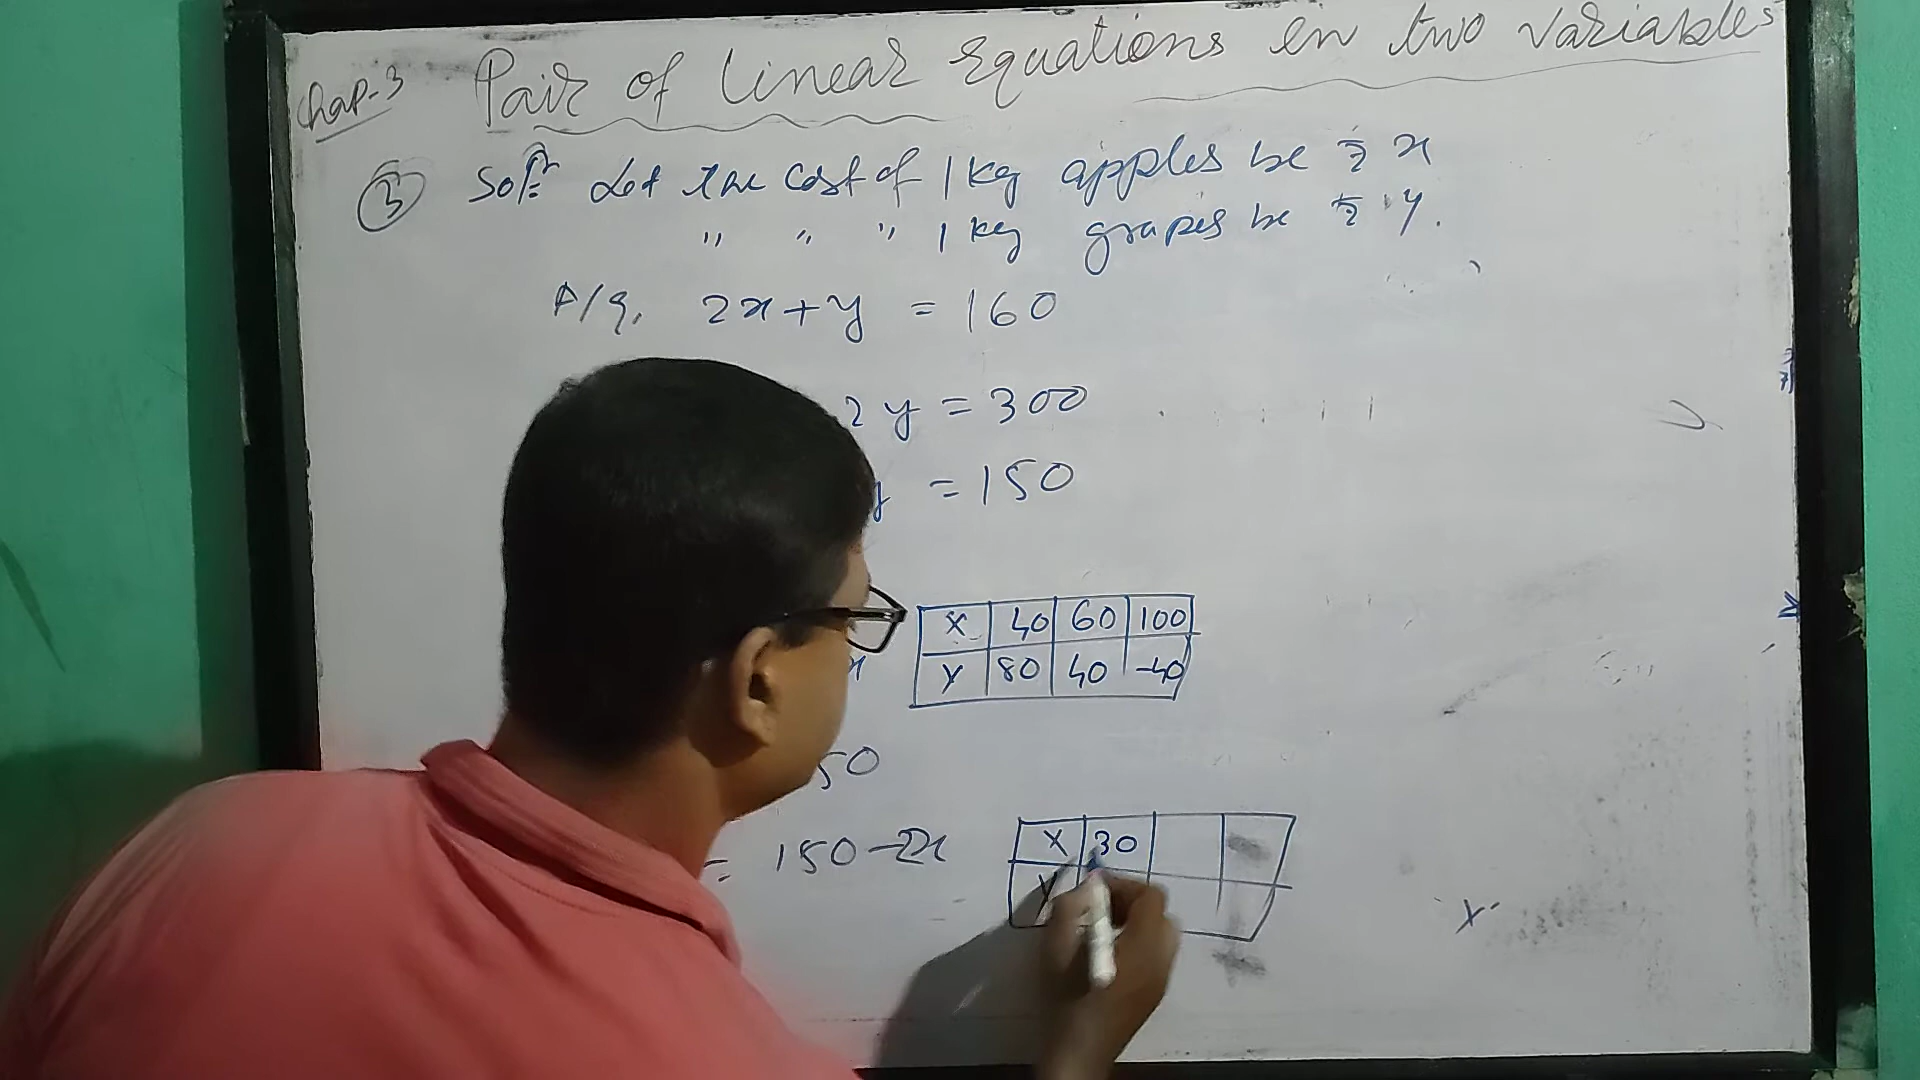 Chap-3 Pair of Linear Equations in two variables
③ Solⁿ: Let the cost of 1 kg apples be ₹ x
" " " 1 kg grapes be ₹ y.
A/q, 2x+y = 160
2y = 300
y = 150
X 40 60 100
x Y 80 40 -40
50
= 150-2x
X 30
Y
X